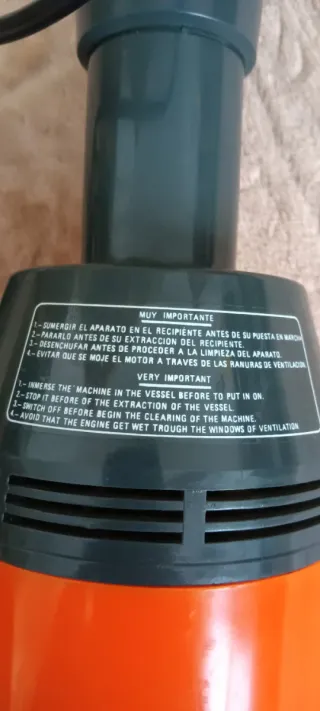 MUY IMPORTANTE
1.-SUMERGIR EL APARATO EN EL RECIPIENTE ANTES DE SU PUESTA EN MARCHA
2.-PARARLO ANTES DE SU EXTRACCION DEL RECIPIENTE.
3.-DESENCHUFAR ANTES DE PROCEDER A LA LIMPIEZA DEL APARATO.
4.-EVITAR QUE SE MOJE EL MOTOR A TRAVES DE LAS RANURAS DE VENTILACION
VERY IMPORTANT
1.-INMERSE THE MACHINE IN THE VESSEL BEFORE TO PUT IN ON.
2.-STOP IT BEFORE OF THE EXTRACTION OF THE VESSEL.
3.-SWITCH OFF BEFORE BEGIN THE CLEARING OF THE MACHINE.
4.-AVOID THAT THE ENGINE GET WET TROUGH THE WINDOWS OF VENTILATION